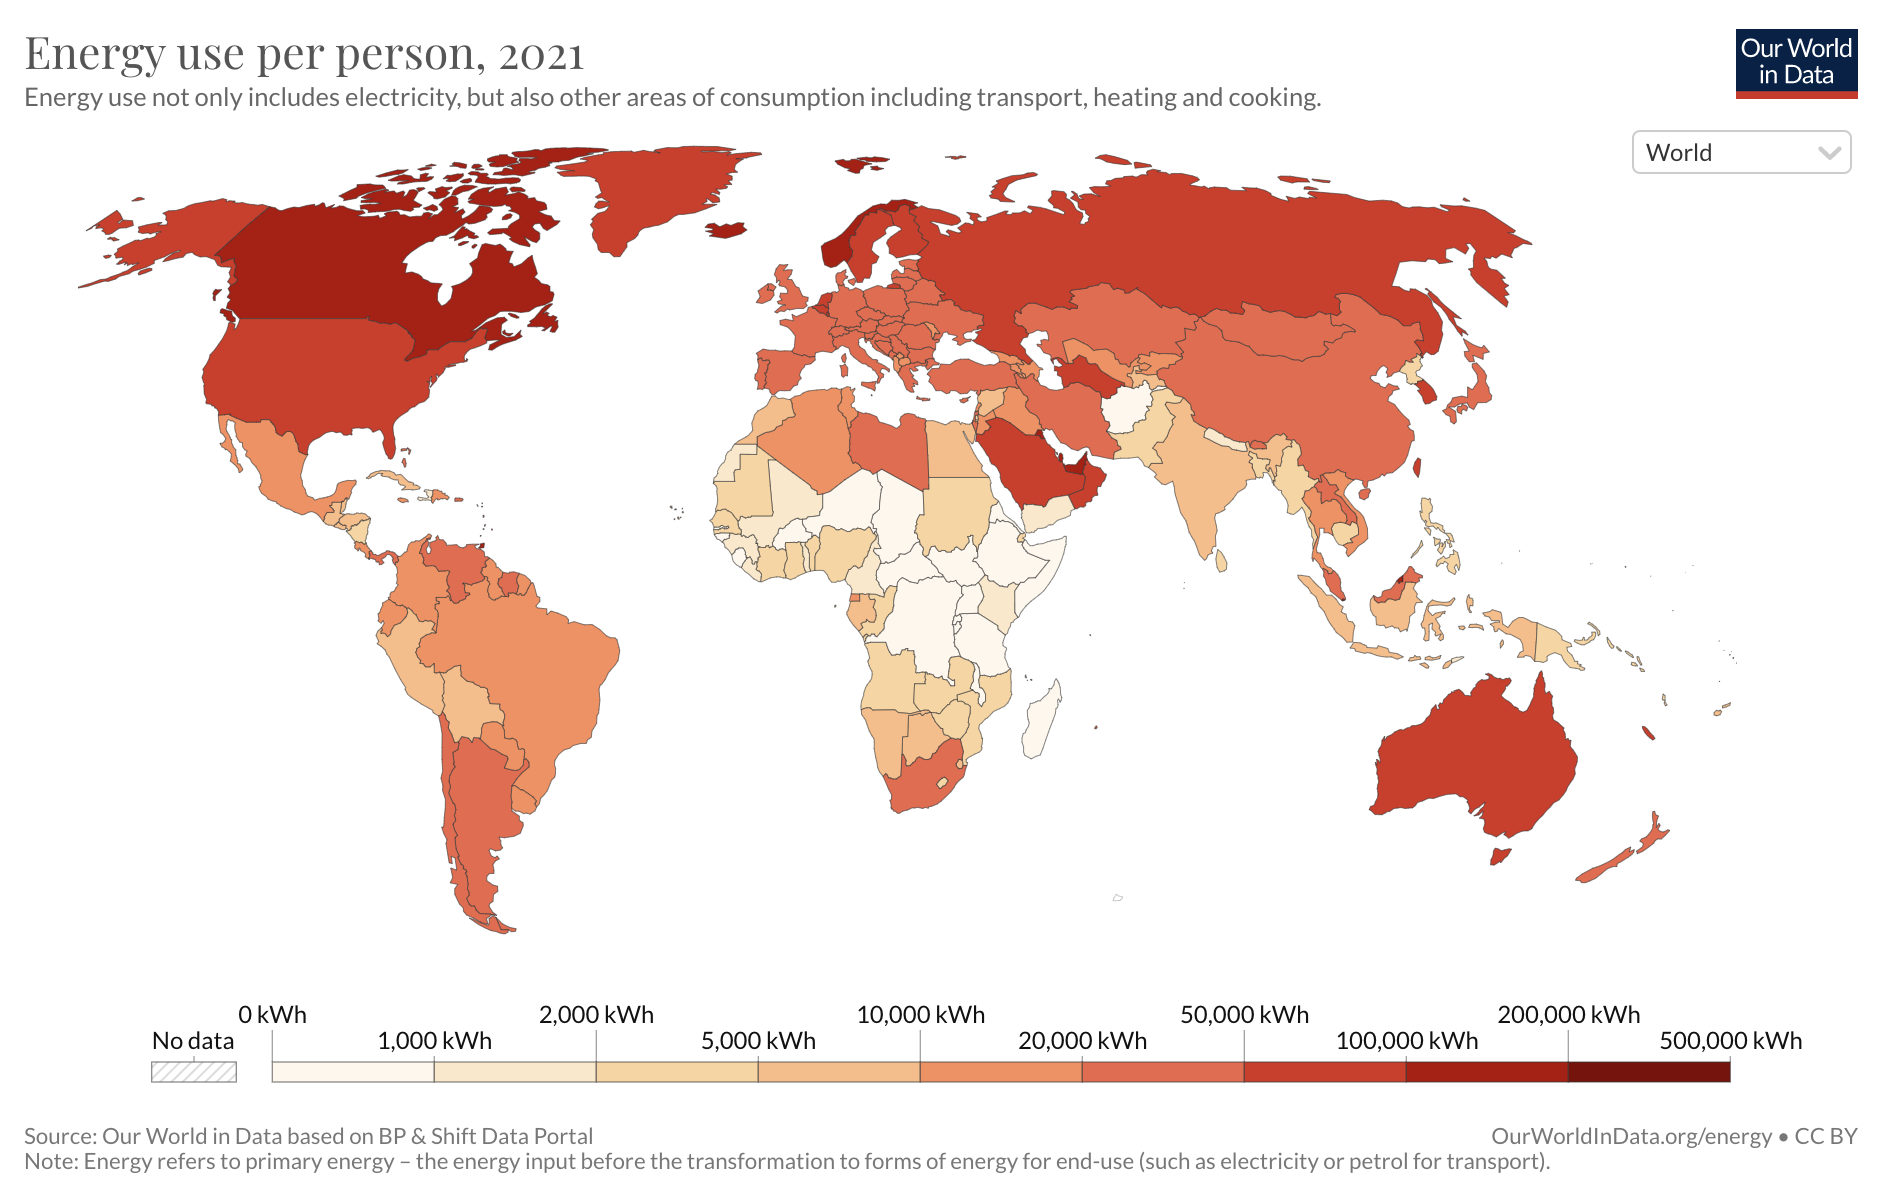 Energy use per person, 2021
Energy use not only includes electricity, but also other areas of consumption including transport, heating and cooking.
Our World
in Data
World
0 kWh
2,000 kWh
10,000 kWh
50,000 kWh
200,000 kWh
No data
1,000 kWh
5,000 kWh
20,000 kWh
100,000 kWh
500,000 kWh
Source: Our World in Data based on BP & Shift Data Portal
OurWorldInData.org/energy • CC BY
Note: Energy refers to primary energy – the energy input before the transformation to forms of energy for end-use (such as electricity or petrol for transport).